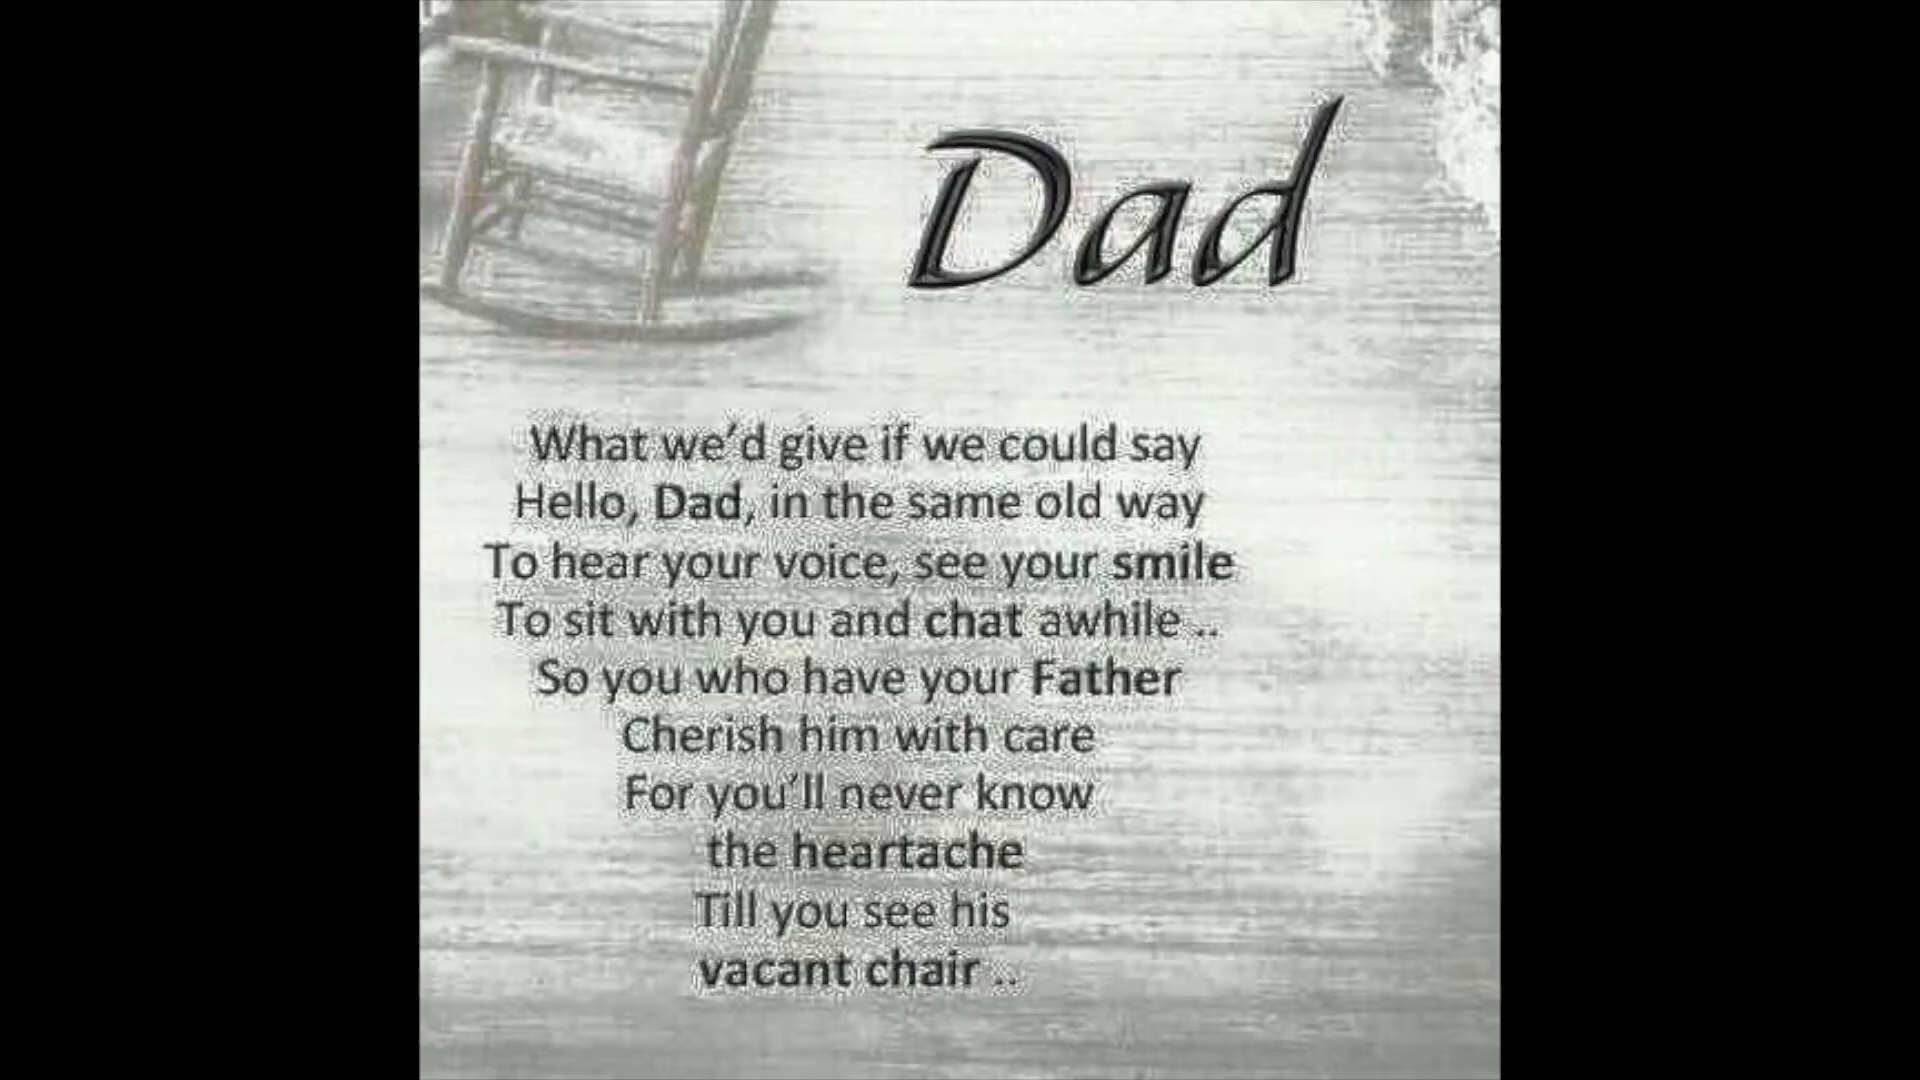 Dad
What we'd give if we could say
Hello, Dad, in the same old way
To hear your voice, see your smile
To sit with you and chat awhile ..
So you who have your Father
Cherish him with care
For you'll never know
the heartache
Till you see his
vacant chair ..